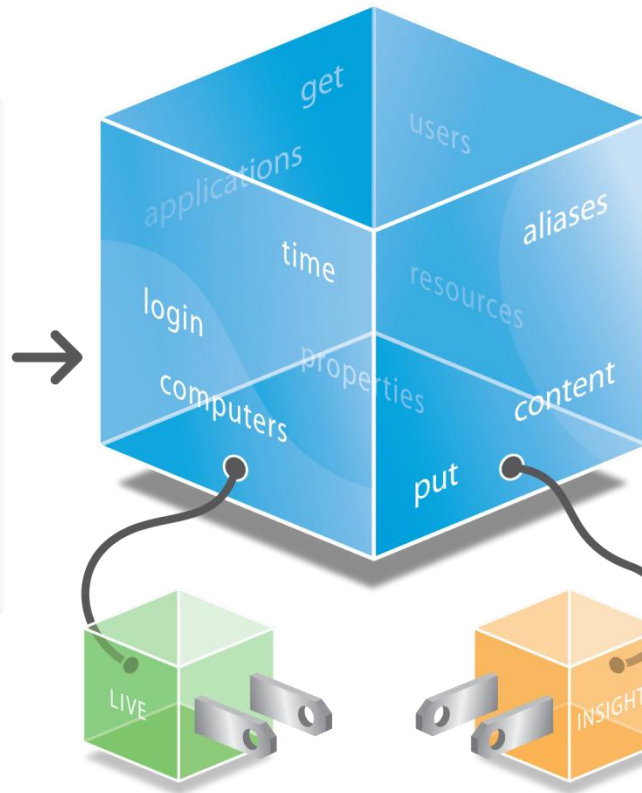 get
users
applications
aliases
time
resources
login
properties
computers
content
put
LIVE
INSIGHT